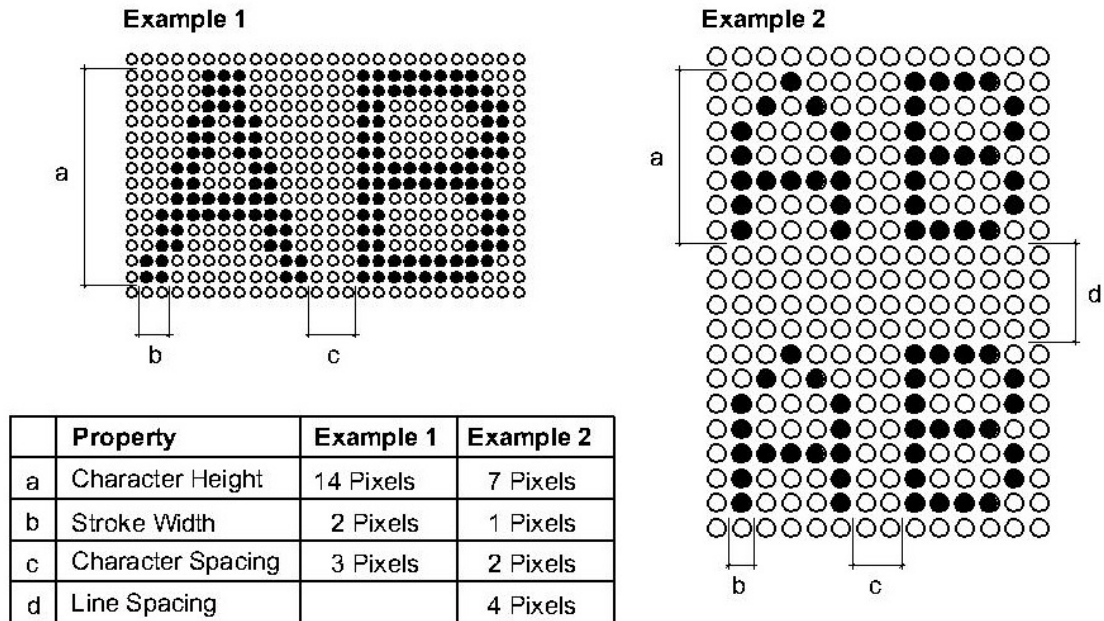 Example 1
Example 2
a
b
c
a
d
b
c
Property Example 1 Example 2
a Character Height 14 Pixels 7 Pixels
b Stroke Width 2 Pixels 1 Pixels
c Character Spacing 3 Pixels 2 Pixels
d Line Spacing 4 Pixels